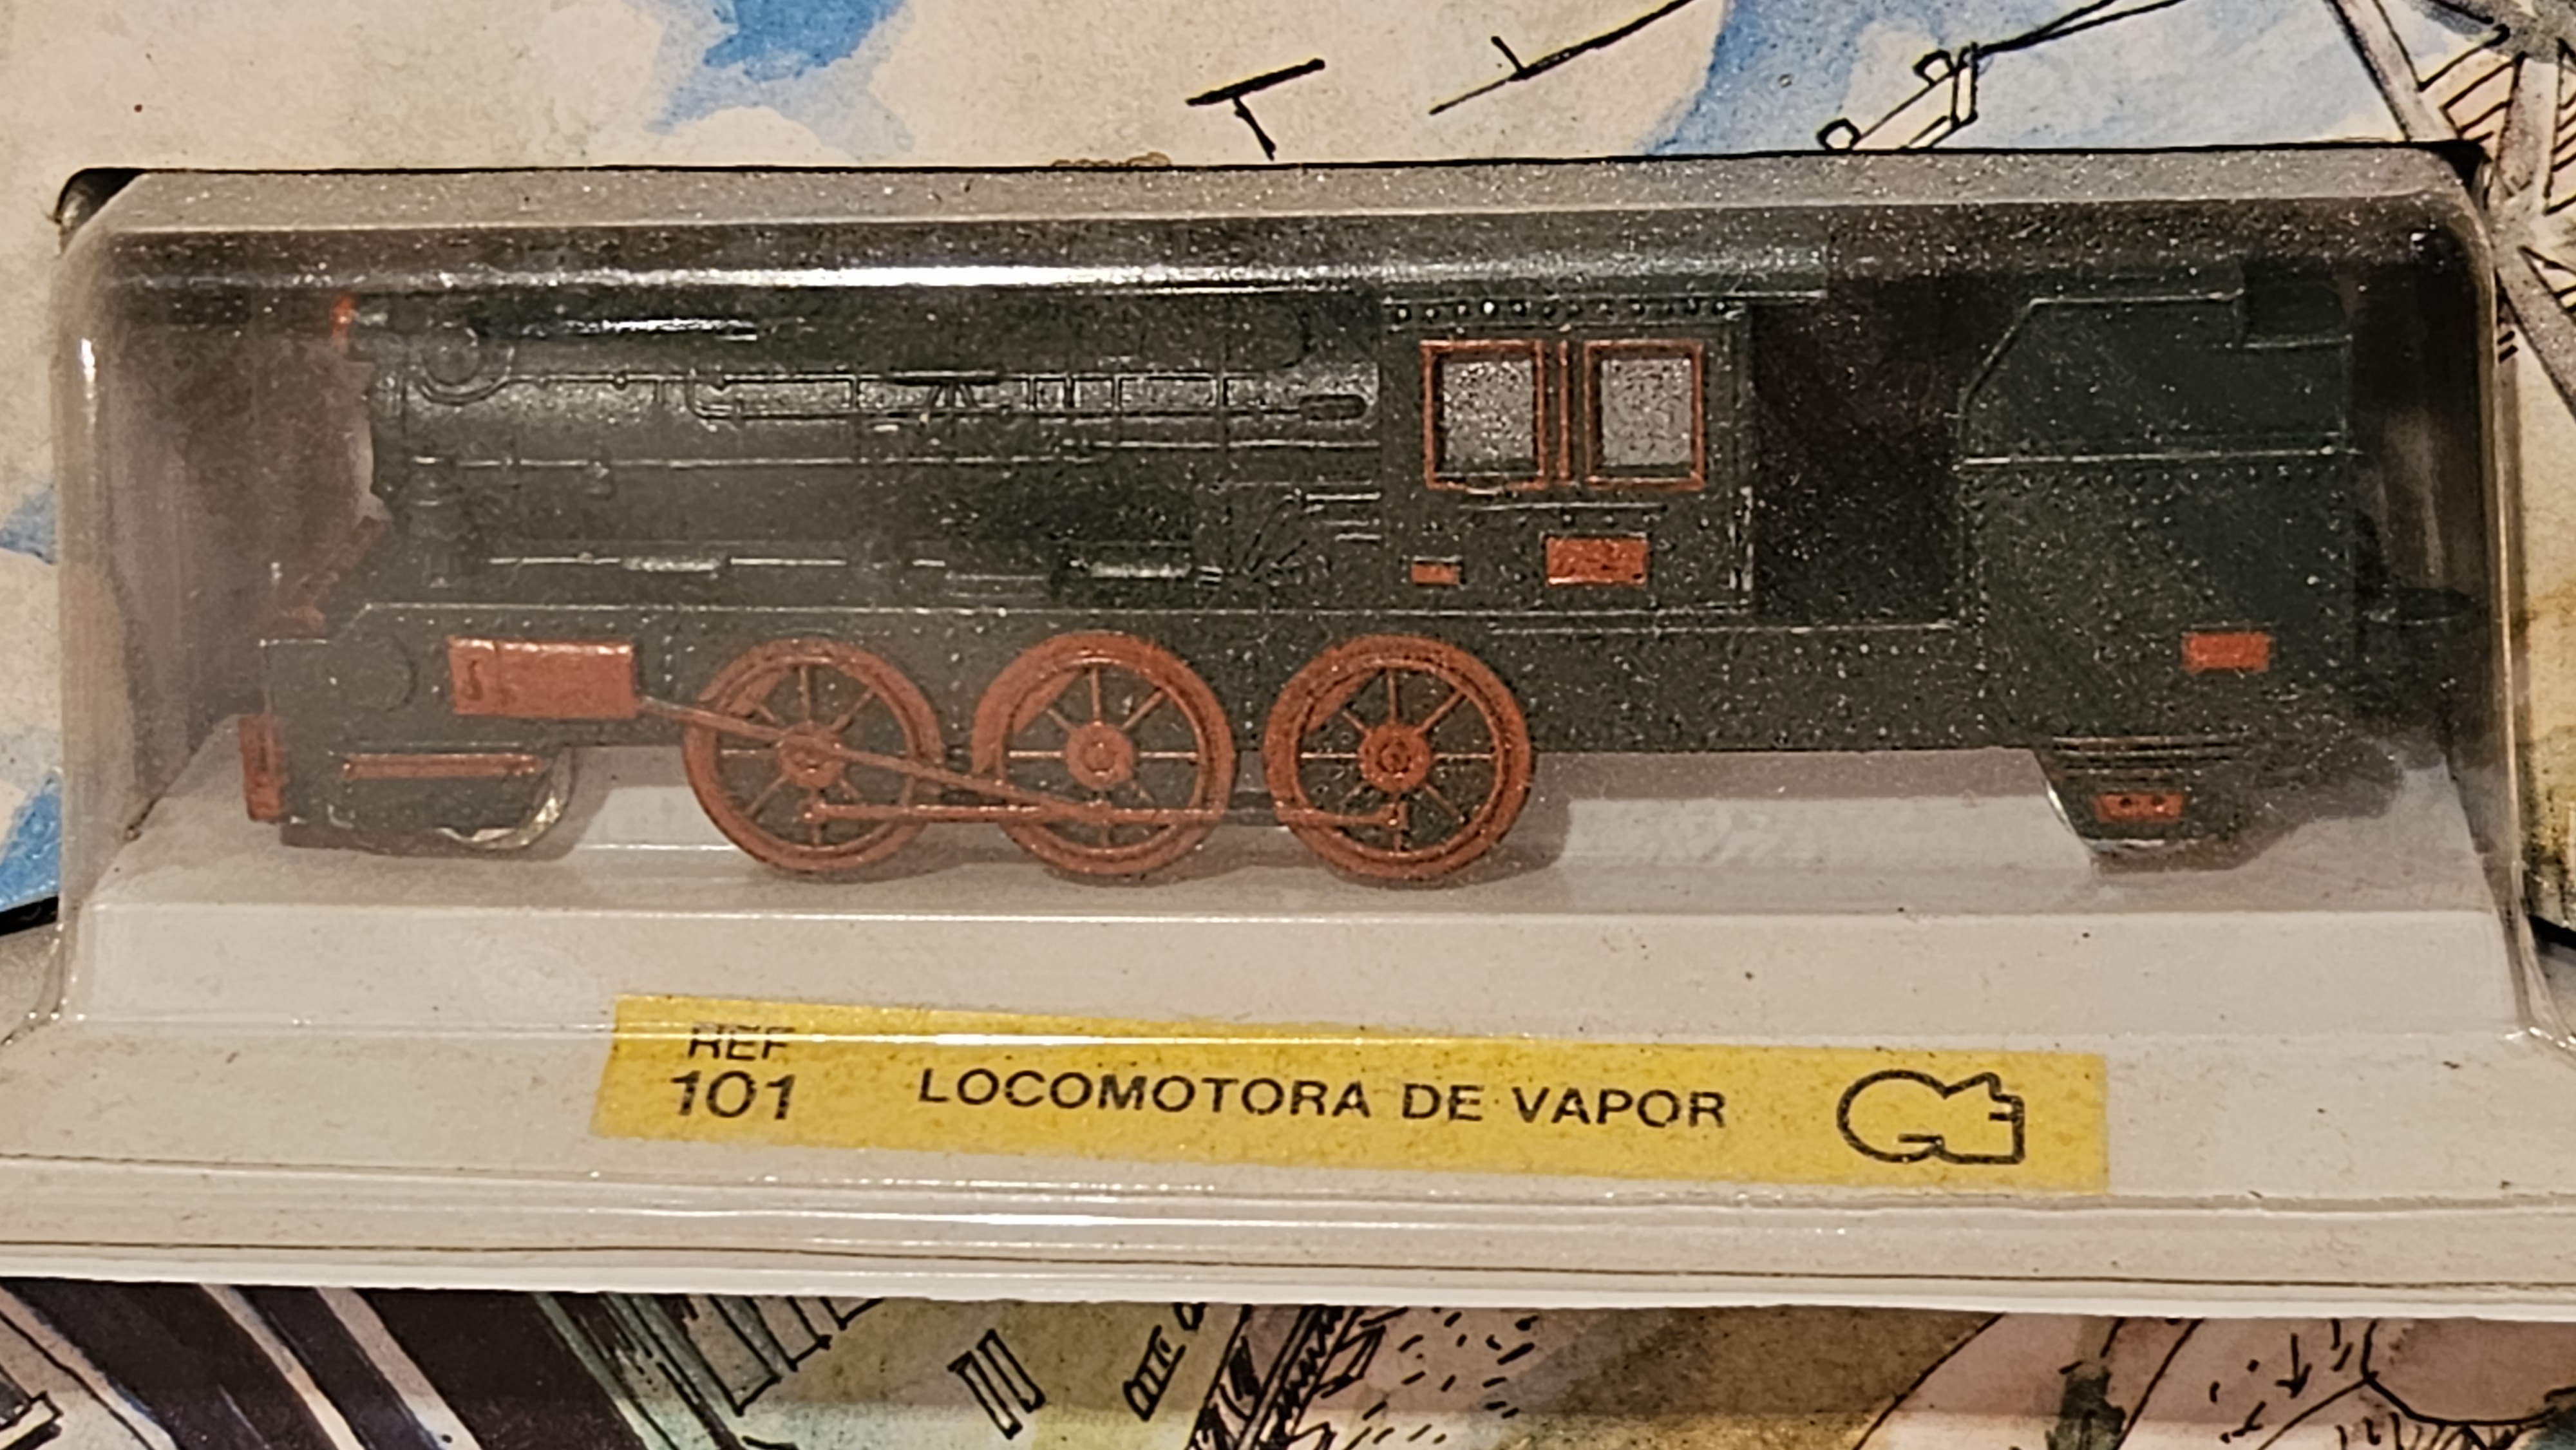 REF
101
LOCOMOTORA DE VAPOR